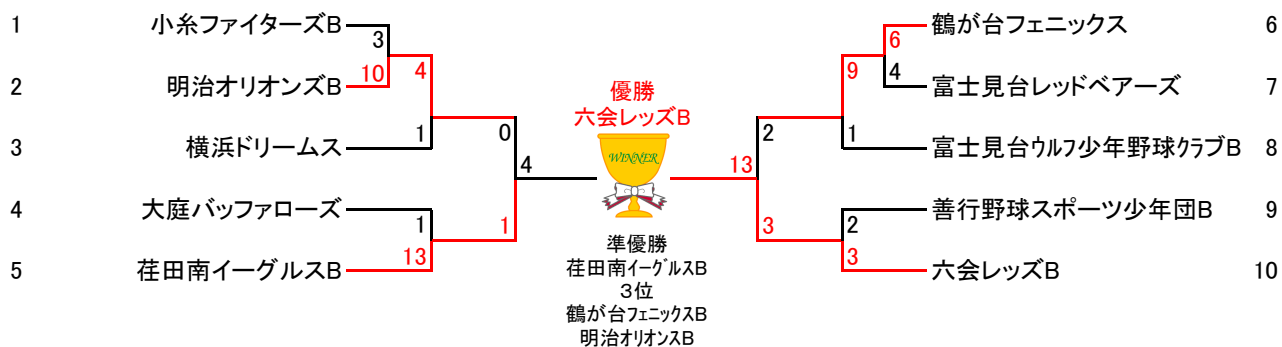 1 小糸ファイターズB
3
10
2 明治オリオンズB
4
1
3 横浜ドリームス
0
4
4 大庭バッファローズ
1
1
13
5 荏田南イーグルスB
優勝
六会レッズB
WINNER
準優勝
荏田南イーグルスB
3位
鶴が台フェニックスB
明治オリオンスB
鶴が台フェニックス 6
6
9
4
富士見台レッドベアーズ 7
2
1
富士見台ウルフ少年野球クラブB 8
13
善行野球スポーツ少年団B 9
3
2
3
六会レッズB 10